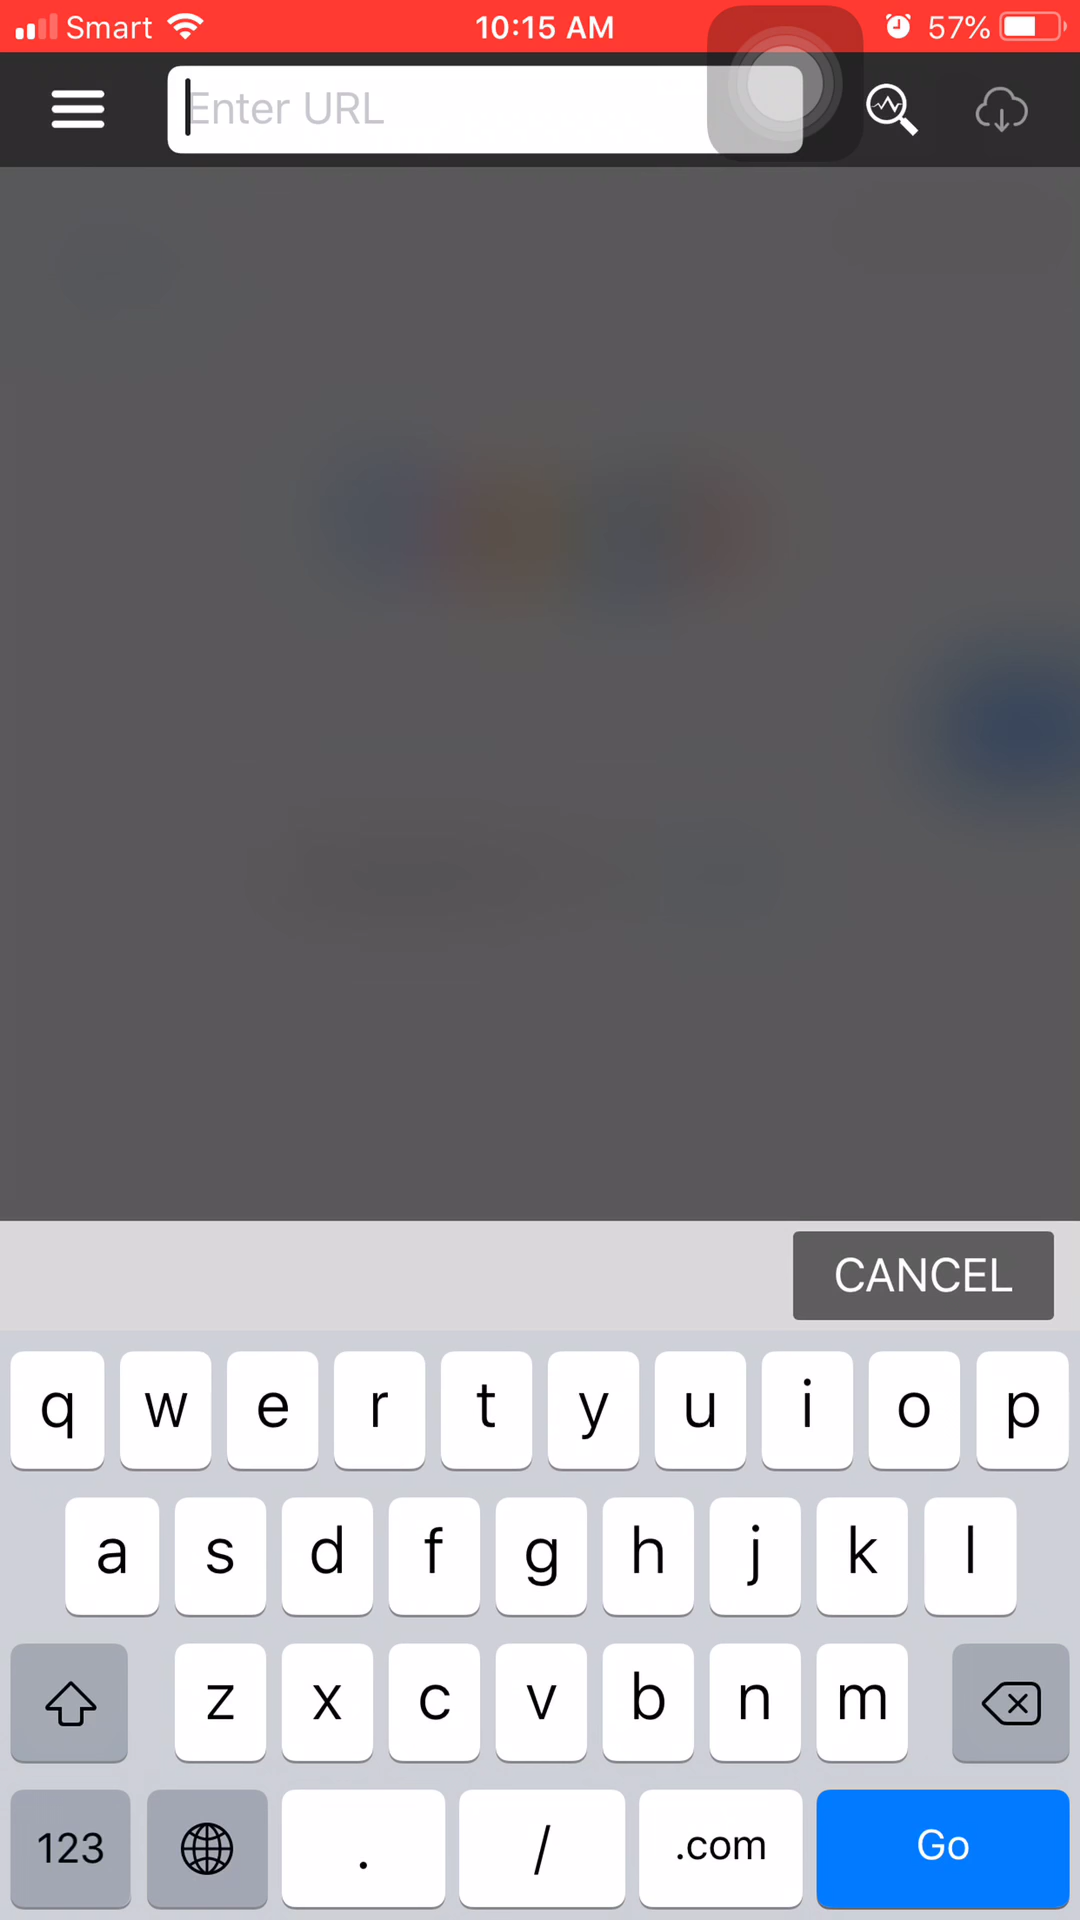 Smart 10:15 AM 57%
Enter URL
CANCEL
q w e r t y u i o p
a s d f g h j k l
z x c v b n m
123 . / .com Go